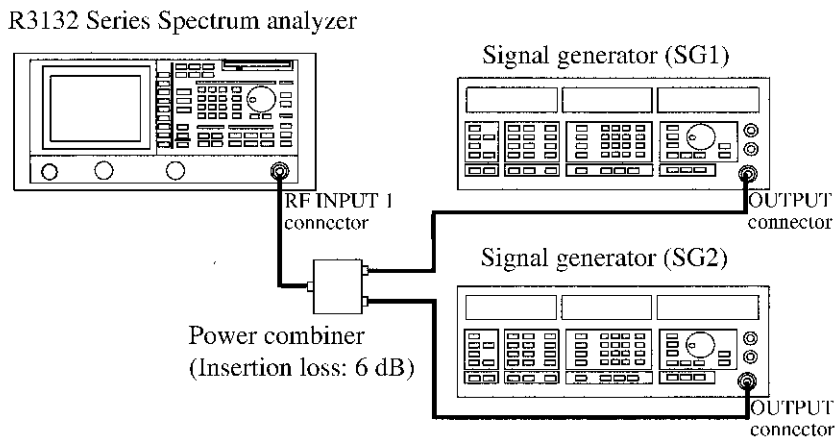 R3132 Series Spectrum analyzer
Signal generator (SG1)
RF INPUT 1
connector
OUTPUT
connector
Signal generator (SG2)
Power combiner
(Insertion loss: 6 dB)
OUTPUT
connector